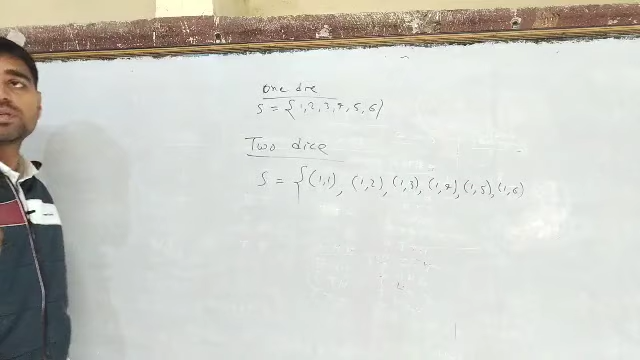 One die
S = {1,2,3,4,5,6}
Two dice
S = {(1,1), (1,2), (1,3), (1,4), (1,5), (1,6)